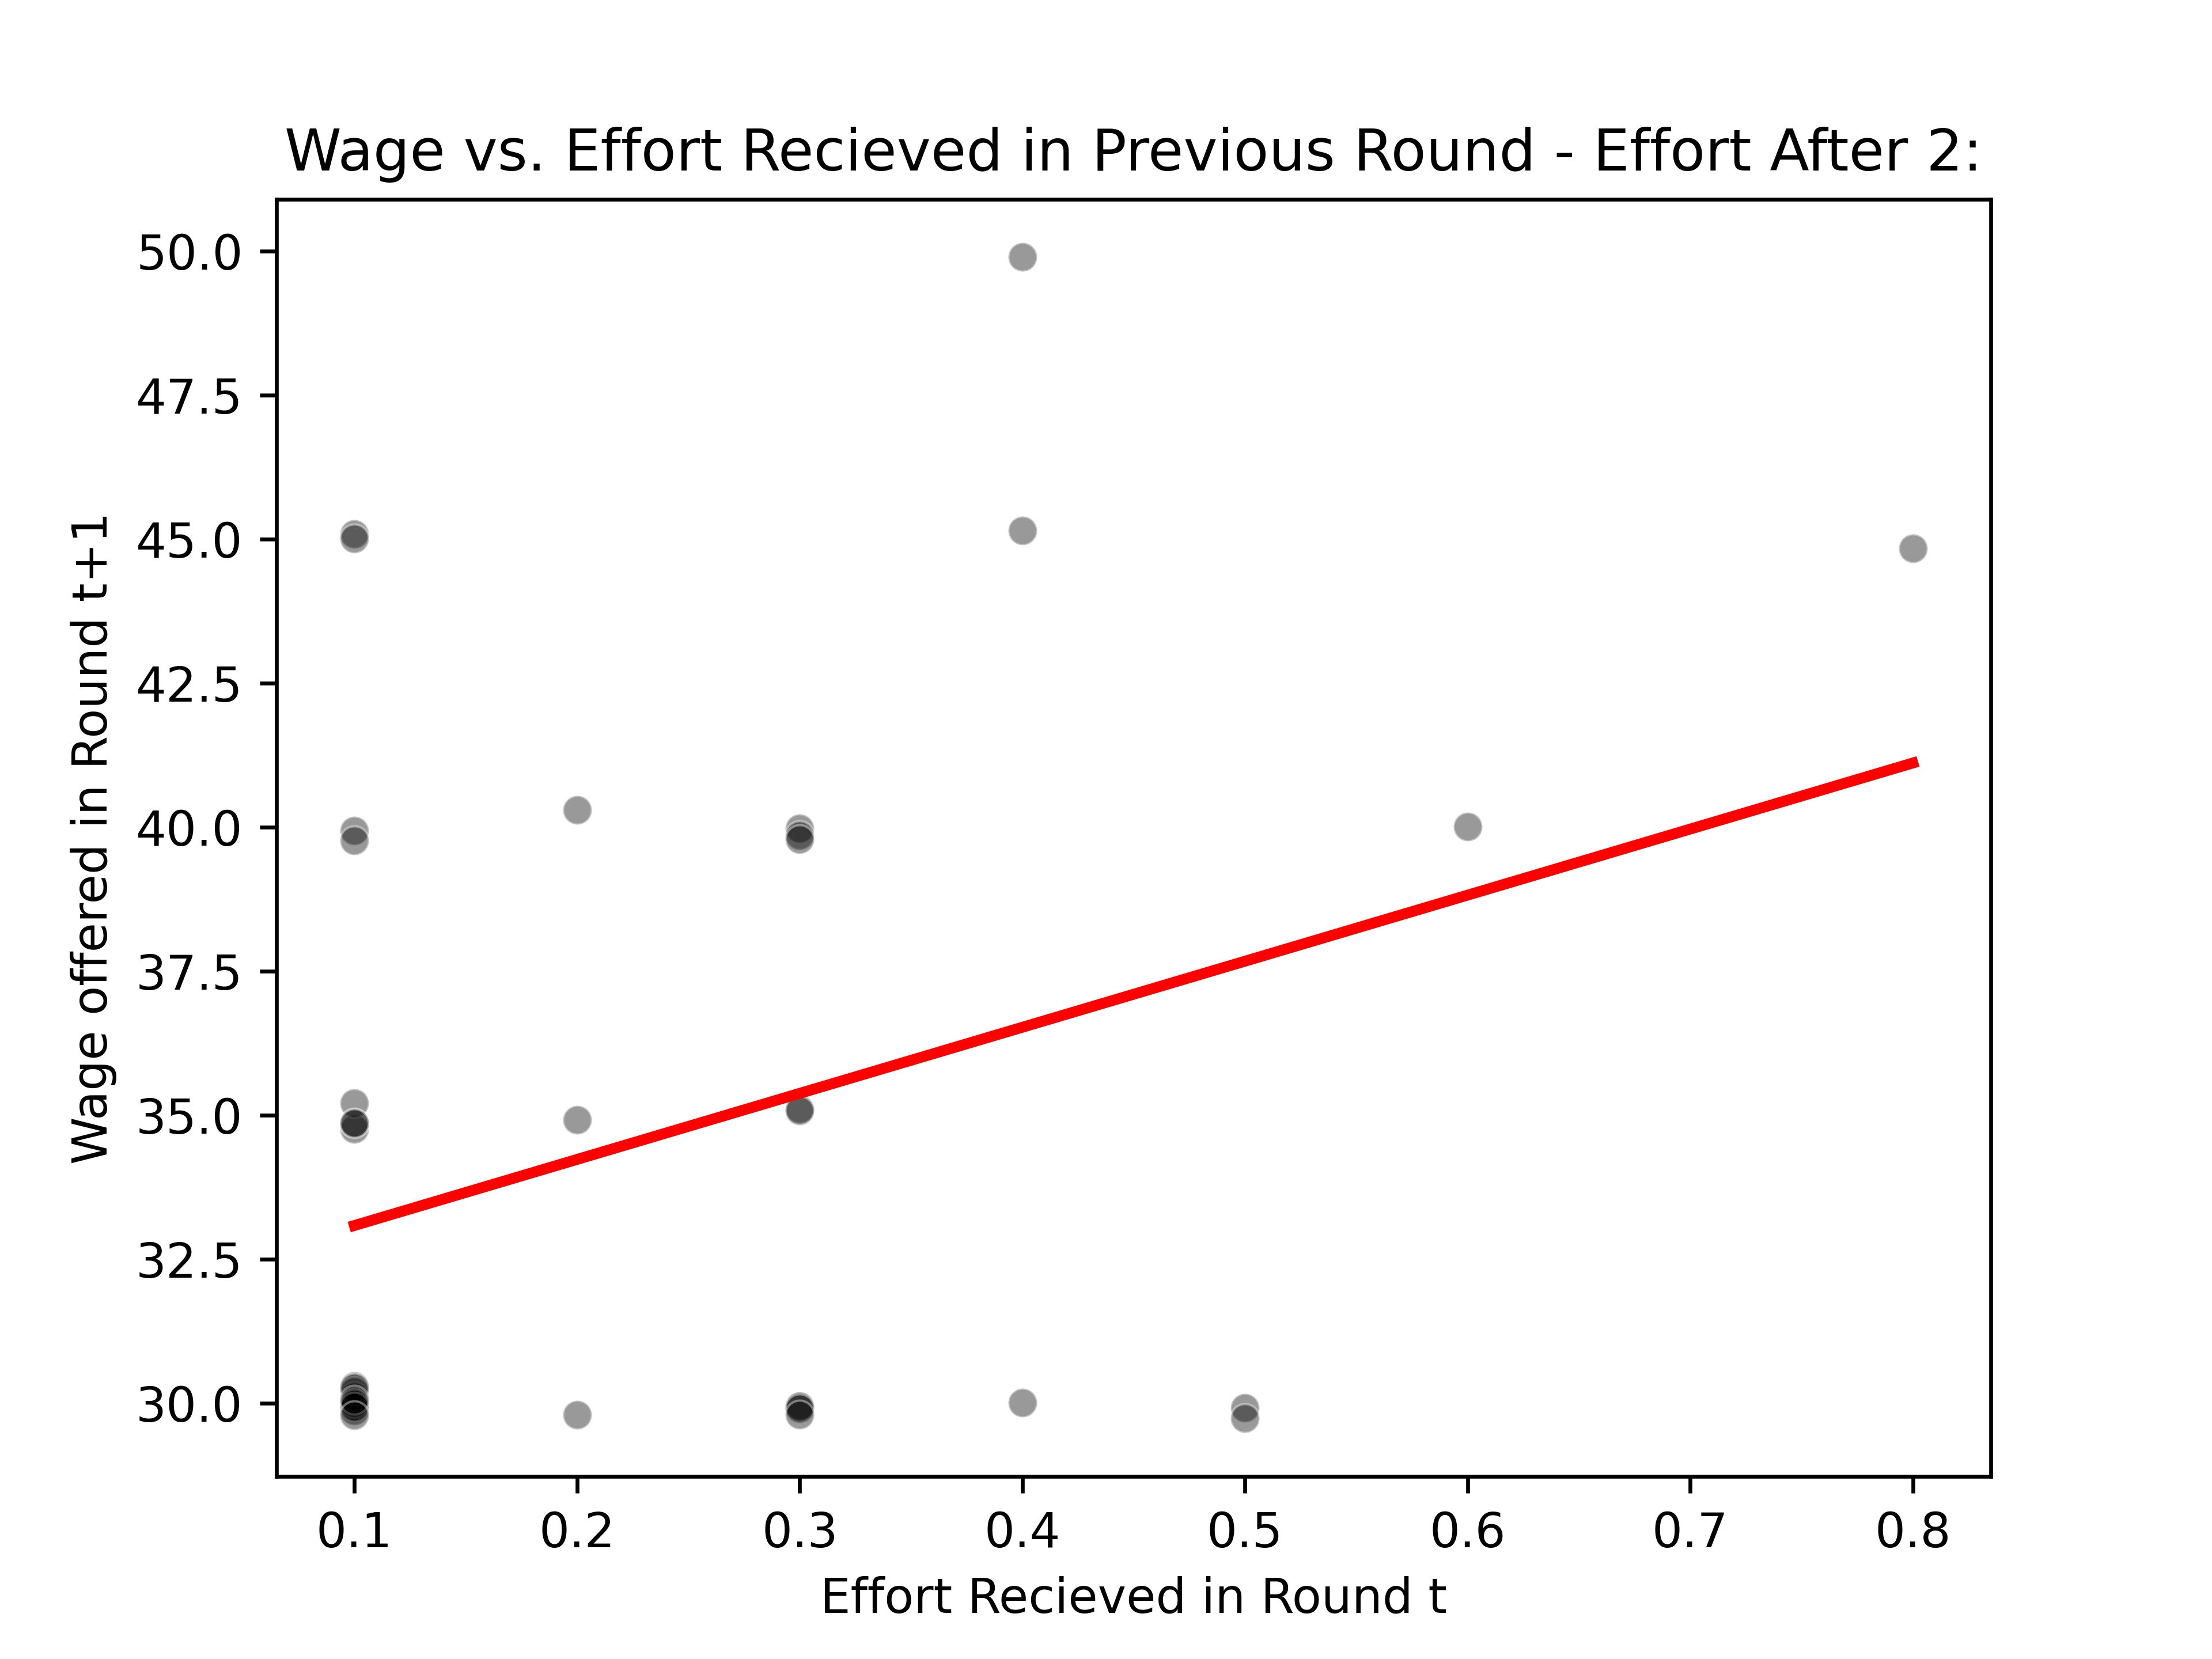 Wage vs. Effort Recieved in Previous Round - Effort After 2:
50.0
47.5
45.0
42.5
40.0
37.5
35.0
32.5
30.0
Wage offered in Round t+1
0.1 0.2 0.3 0.4 0.5 0.6 0.7 0.8
Effort Recieved in Round t